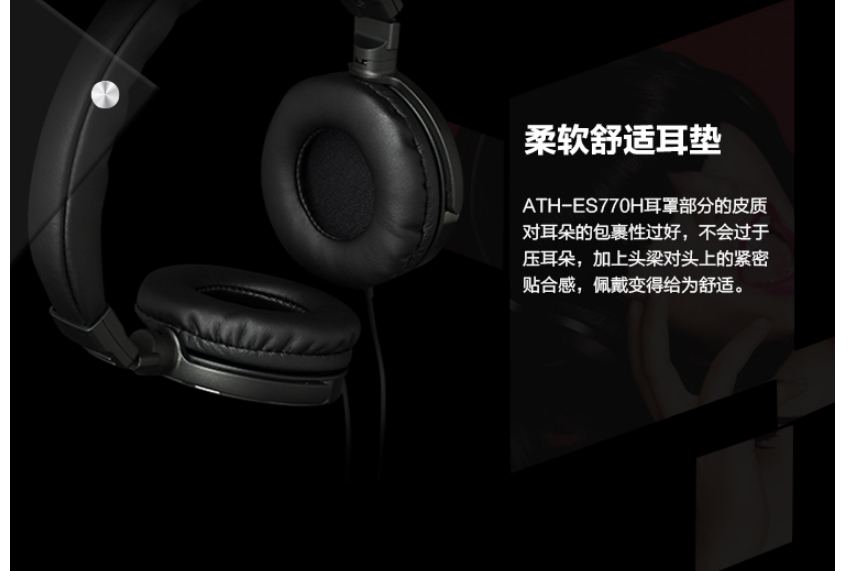 柔软舒适耳垫
ATH-ES770H耳罩部分的皮质
对耳朵的包裹性过好，不会过于
压耳朵，加上头梁对头上的紧密
贴合感，佩戴变得给为舒适。